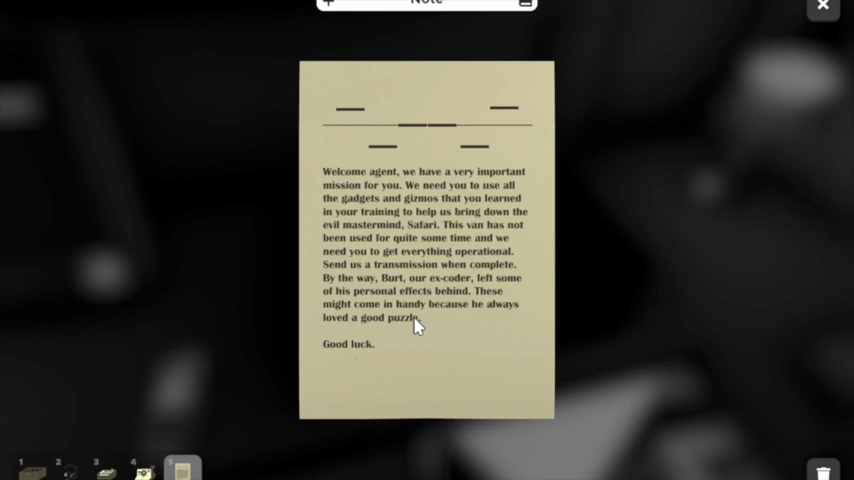 Note
Welcome agent, we have a very important
mission for you. We need you to use all
the gadgets and gizmos that you learned
in your training to help us bring down the
evil mastermind, Safari. This van has not
been used for quite some time and we
need you to get everything operational.
Send us a transmission when complete.
By the way, Burt, our ex-coder, left some
of his personal effects behind. These
might come in handy because he always
loved a good puzzle.
Good luck.
1 2 3 4